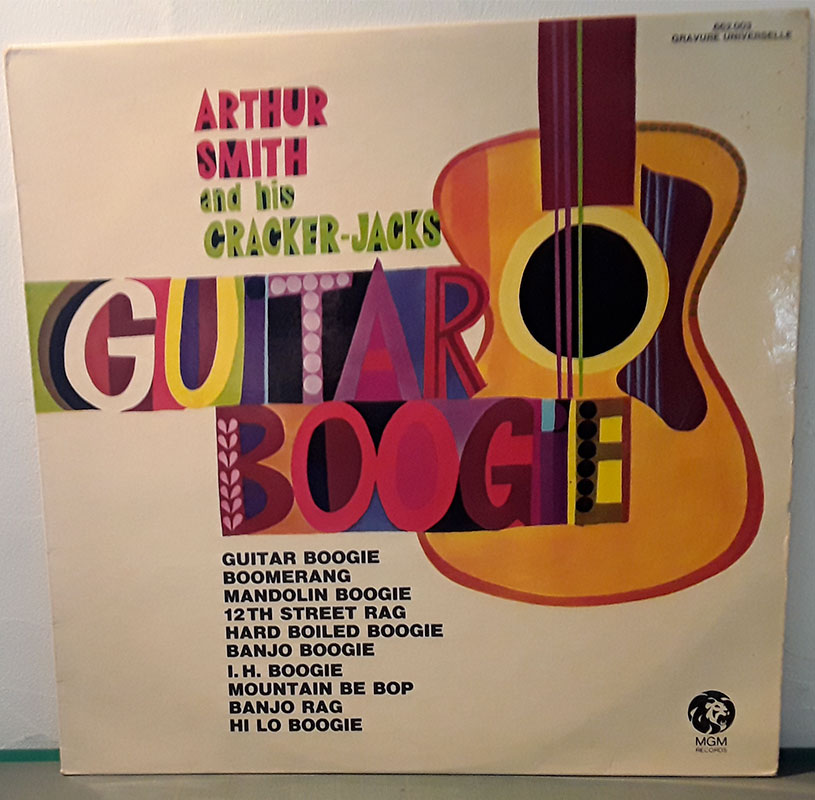 662.003
GRAVURE UNIVERSELLE
ARTHUR
SMITH
and his
CRACKER-JACKS
GUITAR
BOOGIE
GUITAR BOOGIE
BOOMERANG
MANDOLIN BOOGIE
12TH STREET RAG
HARD BOILED BOOGIE
BANJO BOOGIE
I. H. BOOGIE
MOUNTAIN BE BOP
BANJO RAG
HI LO BOOGIE
MGM
RECORDS